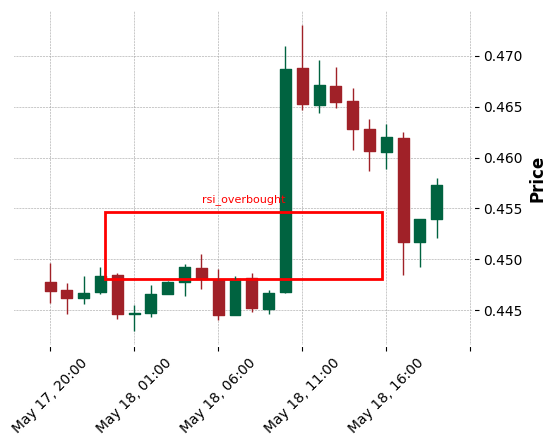 0.470
0.465
0.460
0.455
0.450
0.445
Price
rsi_overbought
May 17, 20:00
May 18, 01:00
May 18, 06:00
May 18, 11:00
May 18, 16:00